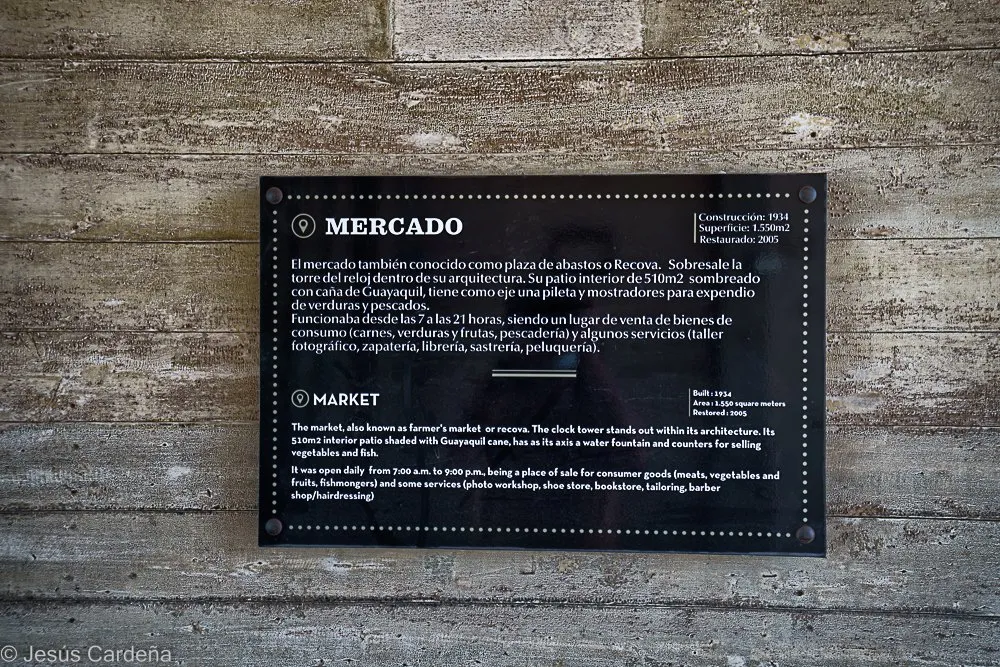 MERCADO
Construcción: 1934
Superficie: 1.550m2
Restaurado: 2005
El mercado también conocido como plaza de abastos o Recova. Sobresale la
torre del reloj dentro de su arquitectura. Su patio interior de 510m2 sombreado
con caña de Guayaquil, tiene como eje una pileta y mostradores para expendio
de verduras y pescados.
Funcionaba desde las 7 a las 21 horas, siendo un lugar de venta de bienes de
consumo (carnes, verduras y frutas, pescadería) y algunos servicios (taller
fotográfico, zapatería, librería, sastrería, peluquería).
MARKET
Built : 1934
Area : 1.550 square meters
Restored : 2005
The market, also known as farmer's market or recova. The clock tower stands out within its architecture. Its
510m2 interior patio shaded with Guayaquil cane, has as its axis a water fountain and counters for selling
vegetables and fish.
It was open daily from 7:00 a.m. to 9:00 p.m., being a place of sale for consumer goods (meats, vegetables and
fruits, fishmongers) and some services (photo workshop, shoe store, bookstore, tailoring, barber
shop/hairdressing)
© Jesús Cardeña